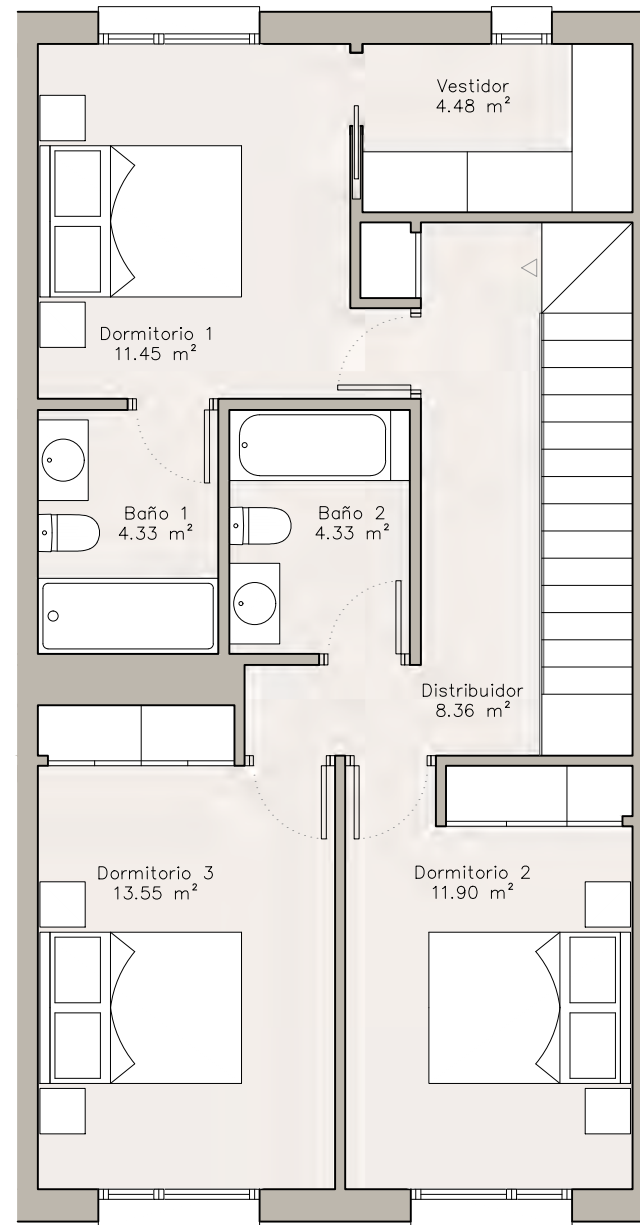 Vestidor
4.48 m²
Dormitorio 1
11.45 m²
Baño 1
4.33 m²
Baño 2
4.33 m²
Distribuidor
8.36 m²
Dormitorio 3
13.55 m²
Dormitorio 2
11.90 m²